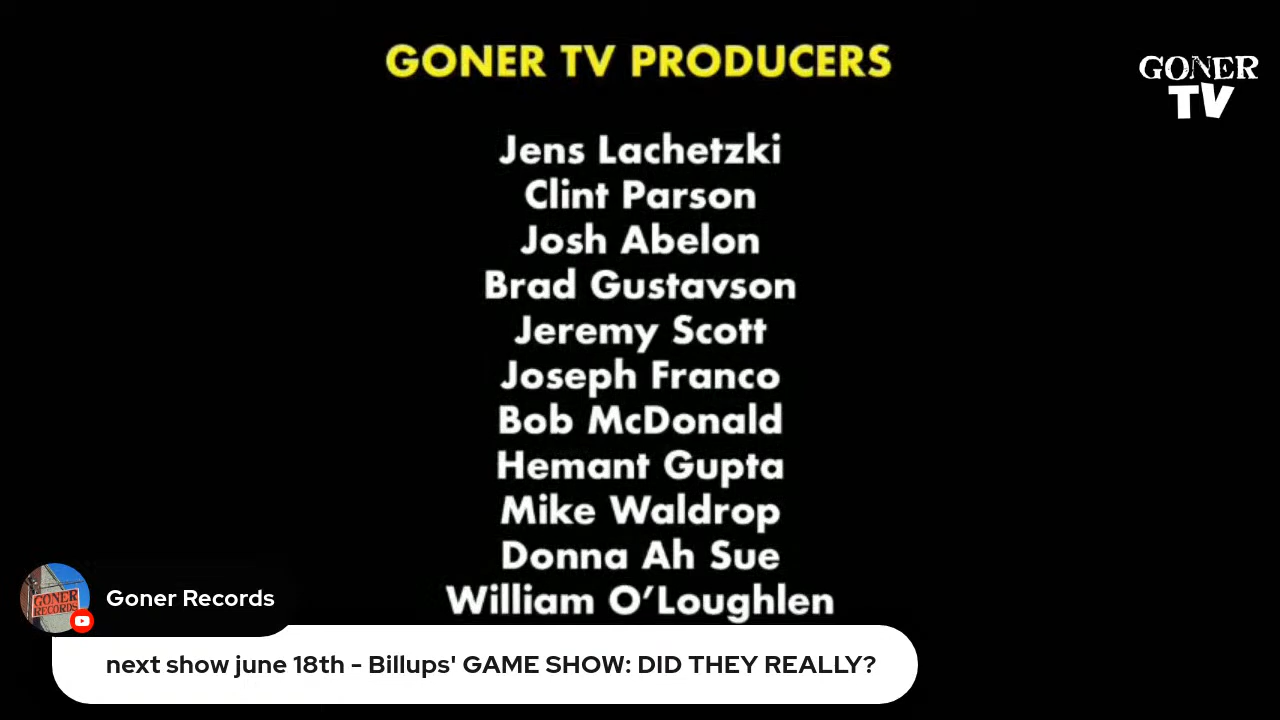 GONER TV PRODUCERS
GONER
TV
Jens Lachetzki
Clint Parson
Josh Abelon
Brad Gustavson
Jeremy Scott
Joseph Franco
Bob McDonald
Hemant Gupta
Mike Waldrop
Donna Ah Sue
William O'Loughlen
GONER
RECORDS
Goner Records
next show june 18th - Billups' GAME SHOW: DID THEY REALLY?